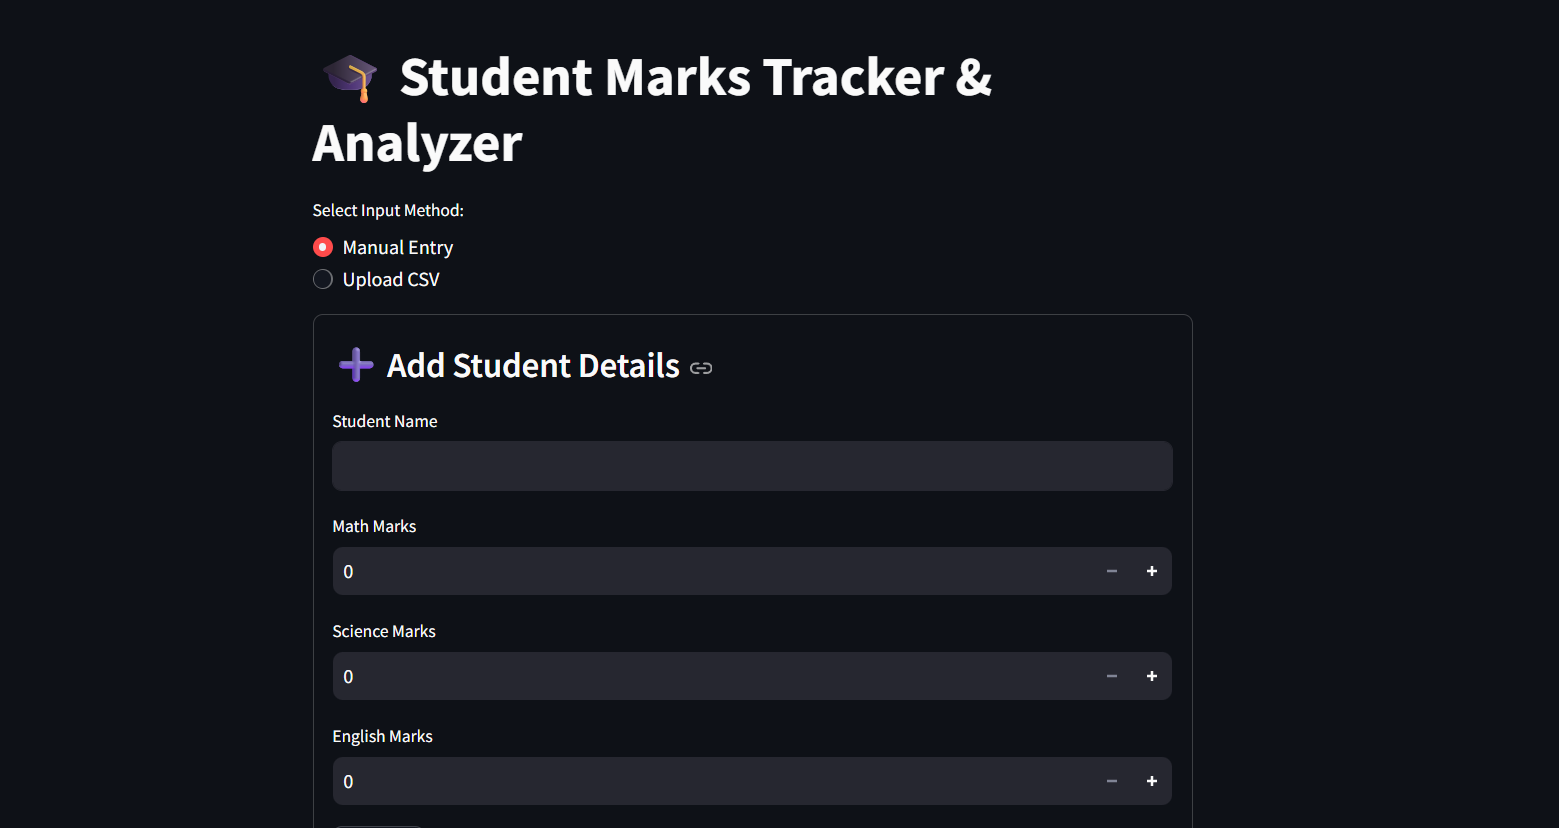 Student Marks Tracker &
Analyzer
Select Input Method:
Manual Entry
Upload CSV
Add Student Details
Student Name
Math Marks
0
Science Marks
0
English Marks
0